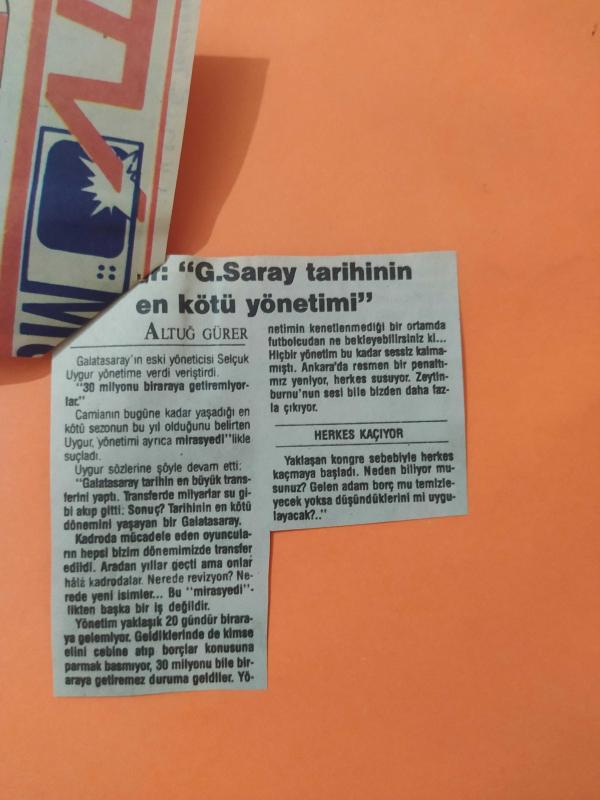 r: “G.Saray tarihinin
en kötü yönetimi”
ALTUĞ GÜRER
Galatasaray'ın eski yöneticisi Selçuk
Uygur yönetime verdi veriştirdi.
“30 milyonu biraraya getiremiyor-
lar.”
Camianın bugüne kadar yaşadığı en
kötü sezonun bu yıl olduğunu belirten
Uygur, yönetimi ayrıca mirasyedi”likle
suçladı.
Uygur sözlerine şöyle devam etti:
“Galatasaray tarihin en büyük trans-
ferini yaptı. Transferde milyarlar su gi-
bi akıp gitti. Sonuç? Tarihinin en kötü
dönemini yaşayan bir Galatasaray.
Kadroda mücadele eden oyuncula-
rın hepsi bizim dönemimizde transfer
edildi. Aradan yıllar geçti ama onlar
hâlâ kadrodalar. Nerede revizyon? Ne-
rede yeni isimler... Bu “mirasyedi”-
likten başka bir iş değildir.
Yönetim yaklaşık 20 gündür birara-
ya gelemiyor. Geldiklerinde de kimse
elini cebine atıp borçlar konusuna
parmak basmıyor, 30 milyonu bile bir-
araya getiremez duruma geldiler. Yö-
netimin kenetlenmediği bir ortamda
futbolcudan ne bekleyebilirsiniz ki...
Hiçbir yönetim bu kadar sessiz kalma-
mıştı. Ankara'da resmen bir penaltı-
mız yeniyor, herkes susuyor. Zeytin-
burnu'nun sesi bile bizden daha faz-
la çıkıyor.
HERKES KAÇIYOR
Yaklaşan kongre sebebiyle herkes
kaçmaya başladı. Neden biliyor mu-
sunuz? Gelen adam borç mu temizle-
yecek yoksa düşündüklerini mi uygu-
layacak?..”